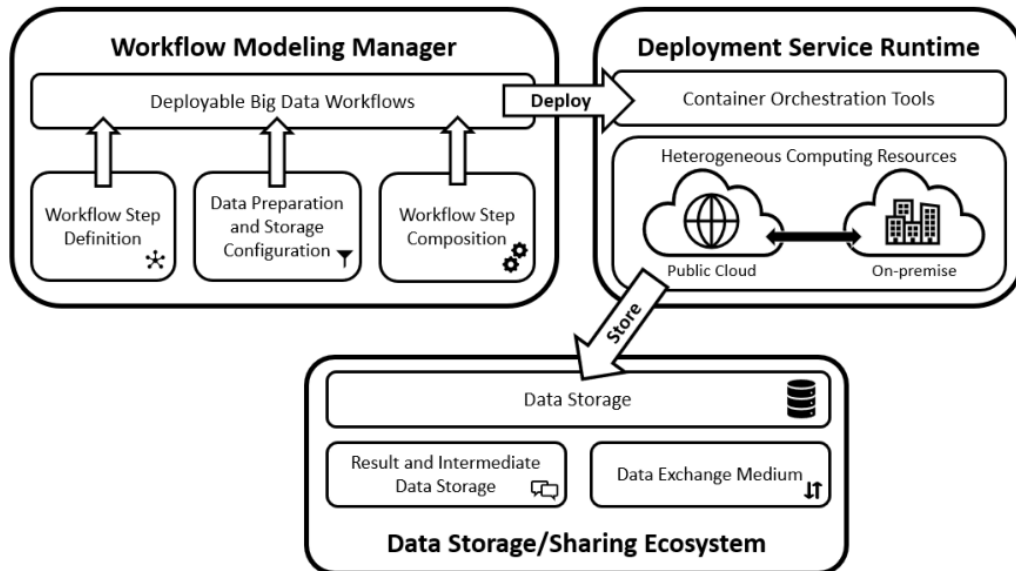 Workflow Modeling Manager
Deployable Big Data Workflows
Workflow Step
Definition
Data Preparation
and Storage
Configuration
Workflow Step
Composition
Deploy
Deployment Service Runtime
Container Orchestration Tools
Heterogeneous Computing Resources
Public Cloud
On-premise
Store
Data Storage
Result and Intermediate
Data Storage
Data Exchange Medium
Data Storage/Sharing Ecosystem